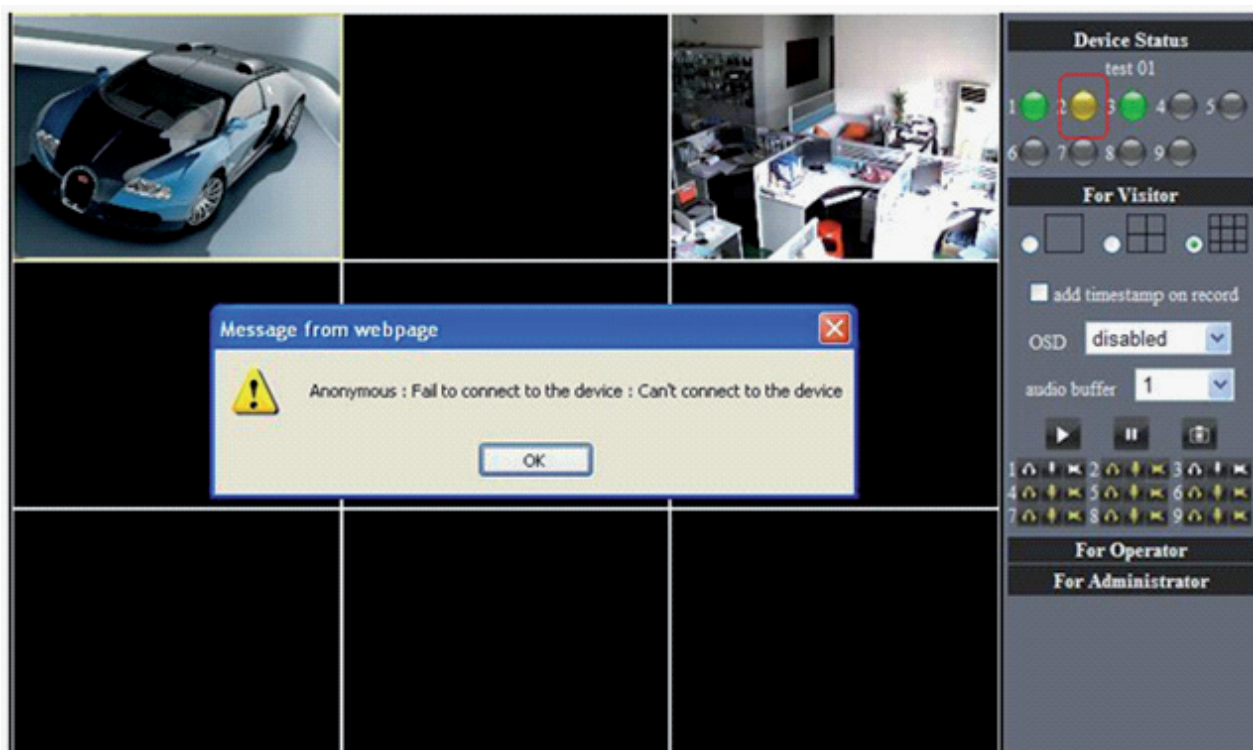 Device Status
test 01
1 2 3 4 5
6 7 8 9
For Visitor
add timestamp on record
OSD disabled
audio buffer 1
Message from webpage
Anonymous : Fail to connect to the device : Can't connect to the device
OK
1 2 3
4 5 6
7 8 9
For Operator
For Administrator